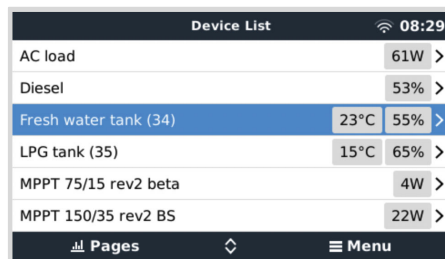 Device List 08:29
AC load 61W
Diesel 53%
Fresh water tank (34) 23°C 55%
LPG tank (35) 15°C 65%
MPPT 75/15 rev2 beta 4W
MPPT 150/35 rev2 BS 22W
Pages Menu